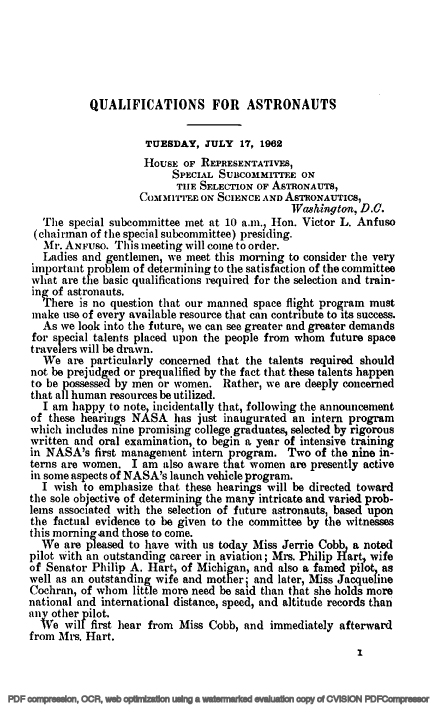 QUALIFICATIONS FOR ASTRONAUTS
TUESDAY, JULY 17, 1962
HOUSE OF REPRESENTATIVES,
SPECIAL SUBCOMMITTEE ON
THE SELECTION OF ASTRONAUTS,
COMMITTEE ON SCIENCE AND ASTRONAUTICS,
Washington, D.C.
The special subcommittee met at 10 a.m., Hon. Victor L. Anfuso
(chairman of the special subcommittee) presiding.
Mr. ANFUSO. This meeting will come to order.
Ladies and gentlemen, we meet this morning to consider the very
important problem of determining to the satisfaction of the committee
what are the basic qualifications required for the selection and train-
ing of astronauts.
There is no question that our manned space flight program must
make use of every available resource that can contribute to its success.
As we look into the future, we can see greater and greater demands
for special talents placed upon the people from whom future space
travelers will be drawn.
We are particularly concerned that the talents required should
not be prejudged or prequalified by the fact that these talents happen
to be possessed by men or women. Rather, we are deeply concerned
that all human resources be utilized.
I am happy to note, incidentally that, following the announcement
of these hearings NASA has just inaugurated an intern program
which includes nine promising college graduates, selected by rigorous
written and oral examination, to begin a year of intensive training
in NASA's first management intern program. Two of the nine in-
terns are women. I am also aware that women are presently active
in some aspects of NASA's launch vehicle program.
I wish to emphasize that these hearings will be directed toward
the sole objective of determining the many intricate and varied prob-
lems associated with the selection of future astronauts, based upon
the factual evidence to be given to the committee by the witnesses
this morning and those to come.
We are pleased to have with us today Miss Jerrie Cobb, a noted
pilot with an outstanding career in aviation; Mrs. Philip Hart, wife
of Senator Philip A. Hart, of Michigan, and also a famed pilot, as
well as an outstanding wife and mother; and later, Miss Jacqueline
Cochran, of whom little more need be said than that she holds more
national and international distance, speed, and altitude records than
any other pilot.
We will first hear from Miss Cobb, and immediately afterward
from Mrs. Hart.
1
PDF compression, OCR, web optimization using a watermarked evaluation copy of CVISION PDFCompressor